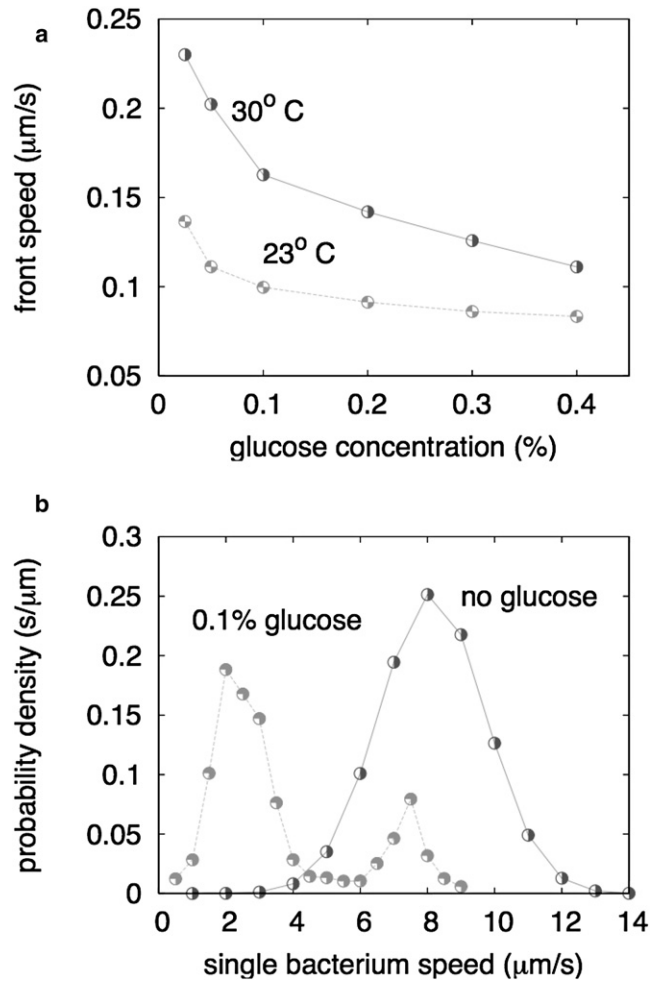 a
0.25
0.2
0.15
0.1
0.05
front speed (μm/s)
30° C
23° C
0 0.1 0.2 0.3 0.4
glucose concentration (%)
b
0.3
0.25
0.2
0.15
0.1
0.05
0
probability density (s/μm)
0.1% glucose
no glucose
0 2 4 6 8 10 12 14
single bacterium speed (μm/s)